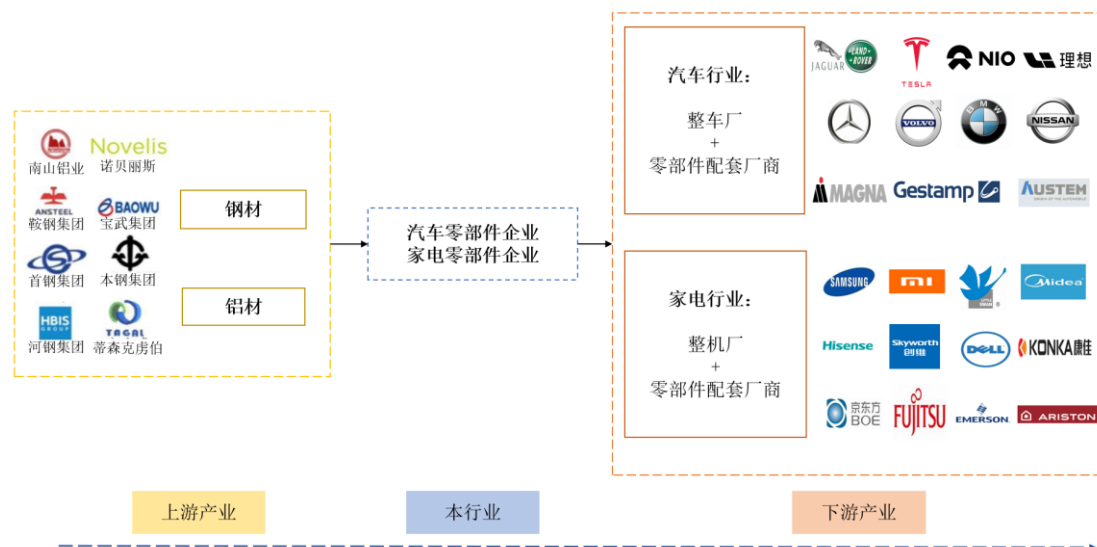 Novelis
南山铝业
诺贝丽斯
ANSTEEL
BAOWU
鞍钢集团
宝武集团
首钢集团
本钢集团
HBIS
GROUP
TAGAL
河钢集团
蒂森克虏伯
钢材
铝材
汽车零部件企业
家电零部件企业
汽车行业：
整车厂
+
零部件配套厂商
JAGUAR
LAND
ROVER
TESLA
NIO
理想
VOLVO
BMW
NISSAN
MAGNA
Gestamp
AUSTEM
家电行业：
整机厂
+
零部件配套厂商
SAMSUNG
mi
LITTLE
SWAN
®
Midea
Hisense
Skyworth
创维
DELL
KONKA康佳
京东方
BOE
FUJITSU
EMERSON
ARISTON
上游产业
本行业
下游产业